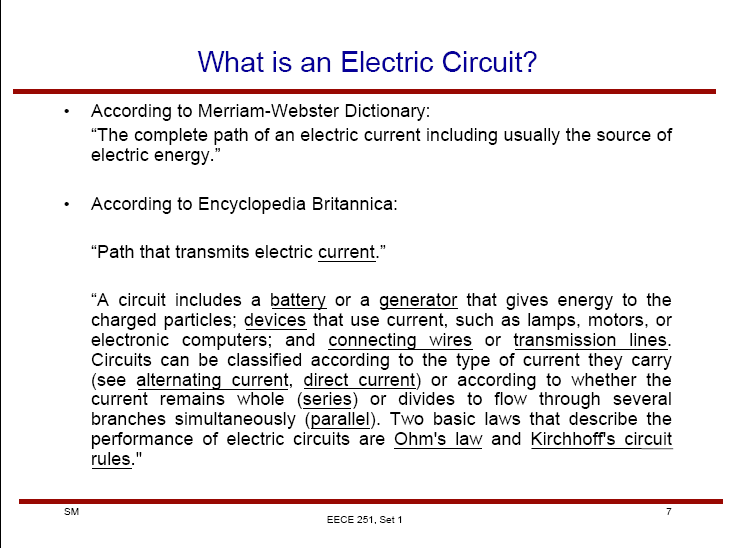 What is an Electric Circuit?
• According to Merriam-Webster Dictionary:
“The complete path of an electric current including usually the source of
electric energy.”
• According to Encyclopedia Britannica:
“Path that transmits electric current.”
“A circuit includes a battery or a generator that gives energy to the
charged particles; devices that use current, such as lamps, motors, or
electronic computers; and connecting wires or transmission lines.
Circuits can be classified according to the type of current they carry
(see alternating current, direct current) or according to whether the
current remains whole (series) or divides to flow through several
branches simultaneously (parallel). Two basic laws that describe the
performance of electric circuits are Ohm's law and Kirchhoff's circuit
rules."
SM
EECE 251, Set 1
7